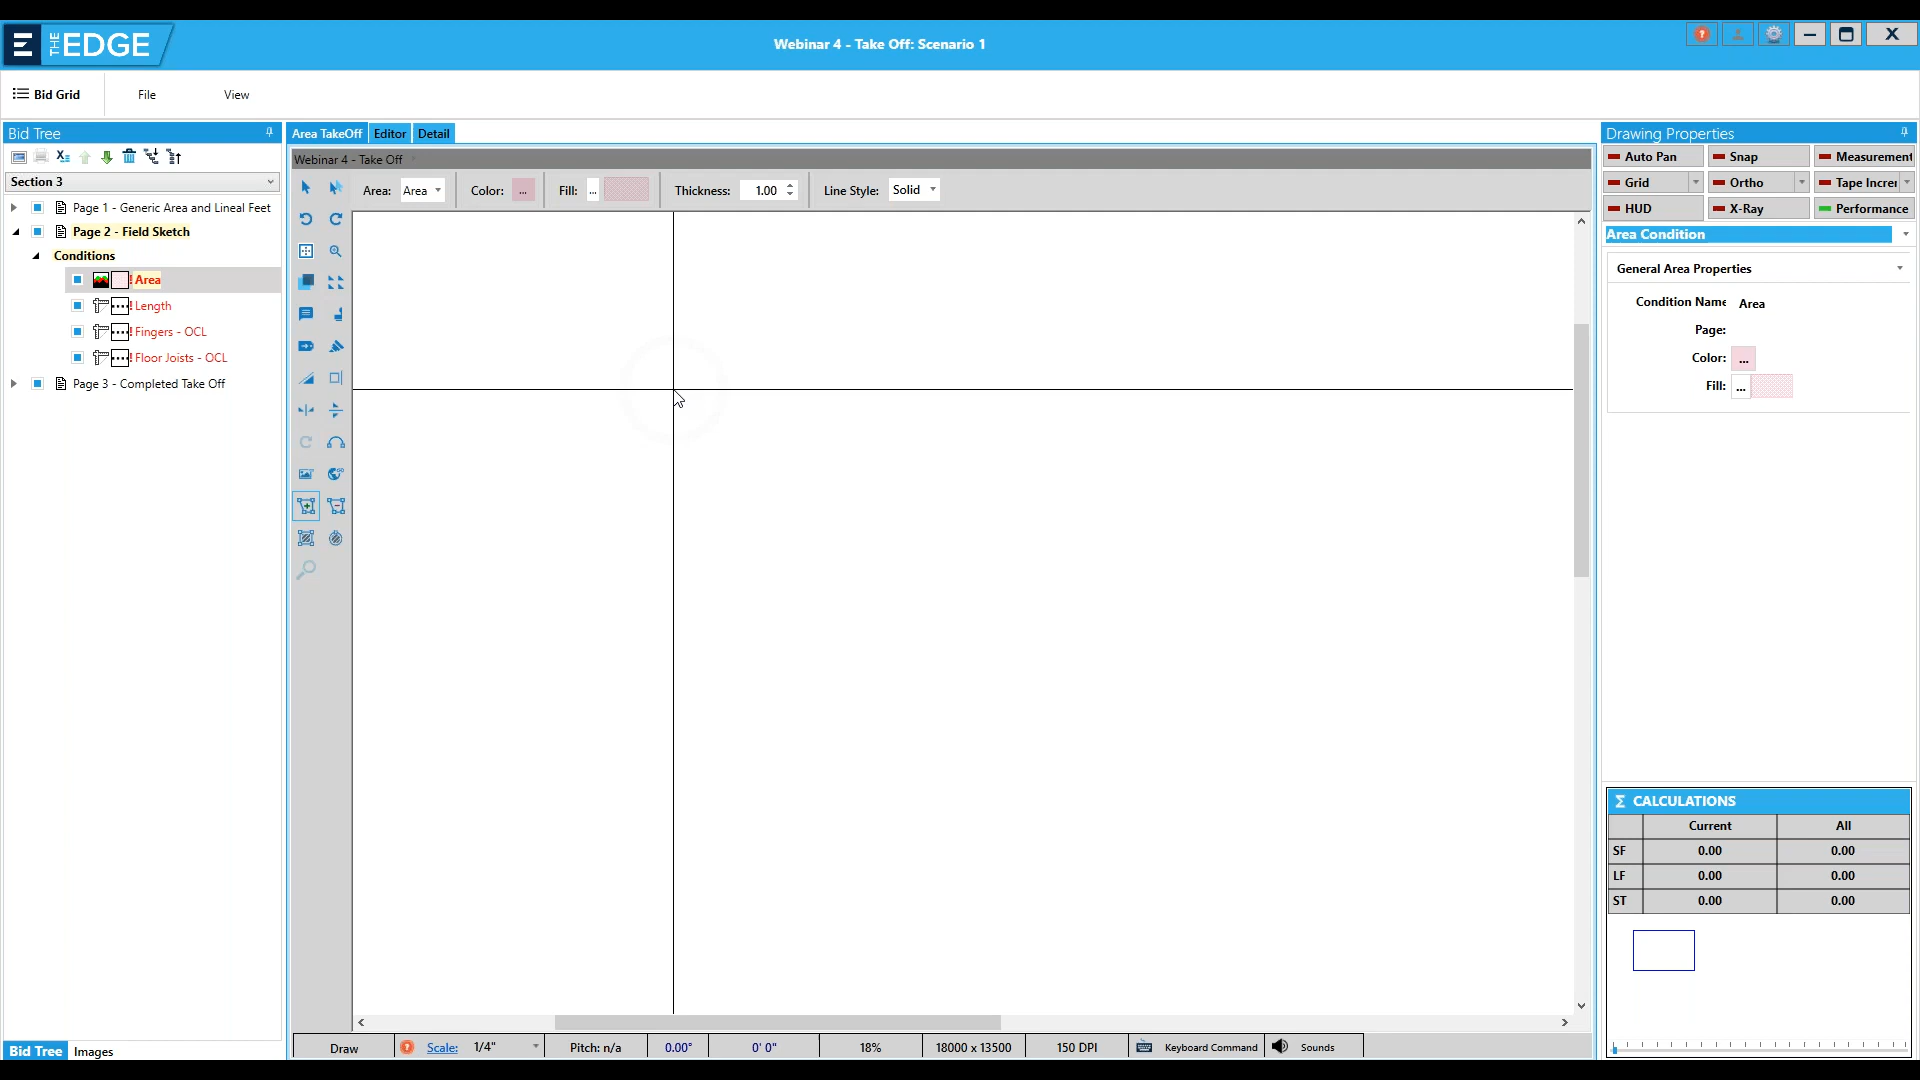 THE EDGE
Webinar 4 - Take Off: Scenario 1
X
Bid Grid
File
View
Bid Tree
Section 3
Page 1 - Generic Area and Lineal Feet
Page 2 - Field Sketch
Conditions
! Area
! Length
! Fingers - OCL
! Floor Joists - OCL
Page 3 - Completed Take Off
Bid Tree
Images
Area TakeOff
Editor
Detail
Webinar 4 - Take Off
Area: Area
Color: ...
Fill: ...
Thickness: 1.00
Line Style: Solid
Draw
Scale: 1/4"
Pitch: n/a
0.00°
0' 0"
18%
18000 x 13500
150 DPI
Keyboard Command
Sounds
Drawing Properties
Auto Pan
Snap
Measurement
Grid
Ortho
Tape Increr
HUD
X-Ray
Performance
Area Condition
General Area Properties
Condition Name Area
Page:
Color: ...
Fill: ...
Σ CALCULATIONS
Current All
SF 0.00 0.00
LF 0.00 0.00
ST 0.00 0.00